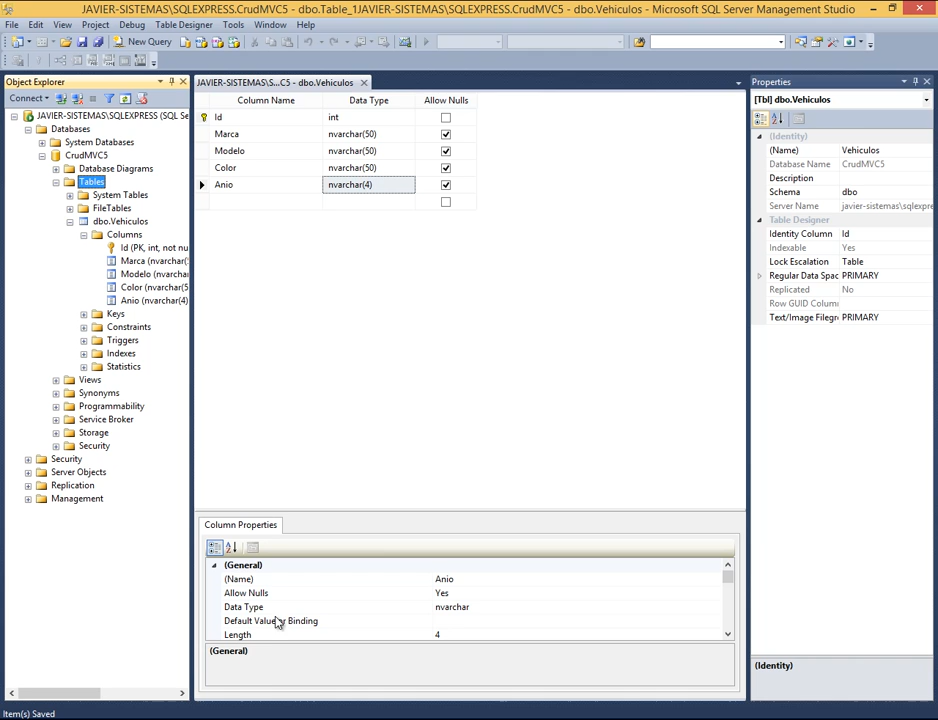 JAVIER-SISTEMAS\SQLEXPRESS.CrudMVC5 - dbo.Table_1JAVIER-SISTEMAS\SQLEXPRESS - dbo.Vehiculos - Microsoft SQL Server Management Studio
File Edit View Project Debug Table Designer Tools Window Help
New Query
Object Explorer
Connect
JAVIER-SISTEMAS\SQLEXPRESS (SQL Se
Databases
System Databases
CrudMVC5
Database Diagrams
Tables
System Tables
FileTables
dbo.Vehiculos
Columns
Id (PK, int, not nu
Marca (nvarchar(
Modelo (nvarchar
Color (nvarchar(5
Anio (nvarchar(4)
Keys
Constraints
Triggers
Indexes
Statistics
Views
Synonyms
Programmability
Service Broker
Storage
Security
Security
Server Objects
Replication
Management
JAVIER-SISTEMAS\S...C5 - dbo.Vehiculos
Column Name Data Type Allow Nulls
Id int
Marca nvarchar(50)
Modelo nvarchar(50)
Color nvarchar(50)
Anio nvarchar(4)
Column Properties
(General)
(Name) Anio
Allow Nulls Yes
Data Type nvarchar
Default Value Binding
Length 4
(General)
Properties
[Tbl] dbo.Vehiculos
(Identity)
(Name) Vehiculos
Database Name CrudMVC5
Description
Schema dbo
Server Name javier-sistemas\sqlexpre
Table Designer
Identity Column Id
Indexable Yes
Lock Escalation Table
Regular Data Spac PRIMARY
Replicated No
Row GUID Colum
Text/Image Filegr PRIMARY
(Identity)
Item(s) Saved